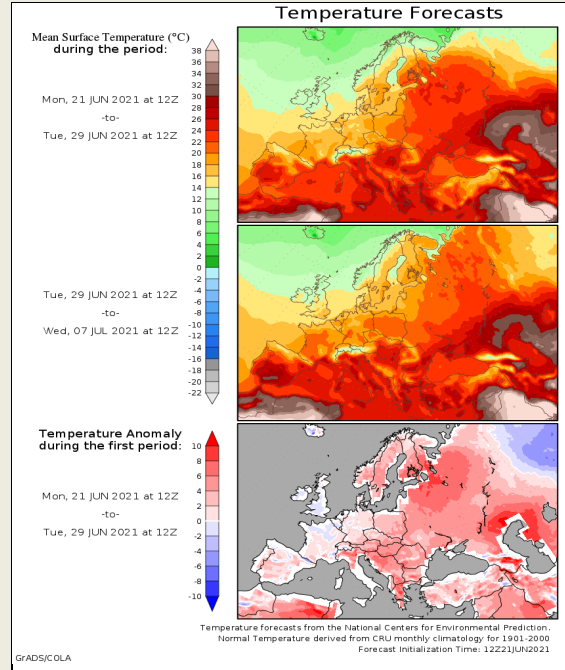 Temperature Forecasts
Mean Surface Temperature (°C)
during the period:
Mon, 21 JUN 2021 at 12Z
-to-
Tue, 29 JUN 2021 at 12Z
38
36
34
32
30
28
26
24
22
20
18
16
14
12
10
8
6
4
2
0
-2
-4
-6
-8
-10
-12
-14
-16
-18
-20
-22
Tue, 29 JUN 2021 at 12Z
-to-
Wed, 07 JUL 2021 at 12Z
Temperature Anomaly
during the first period:
Mon, 21 JUN 2021 at 12Z
-to-
Tue, 29 JUN 2021 at 12Z
10
8
6
4
2
0
-2
-4
-6
-8
-10
Temperature forecasts from the National Centers for Environmental Prediction.
Normal Temperature derived from CRU monthly climatology for 1901-2000
Forecast Initialization Time: 12Z21JUN2021
GrADS/COLA